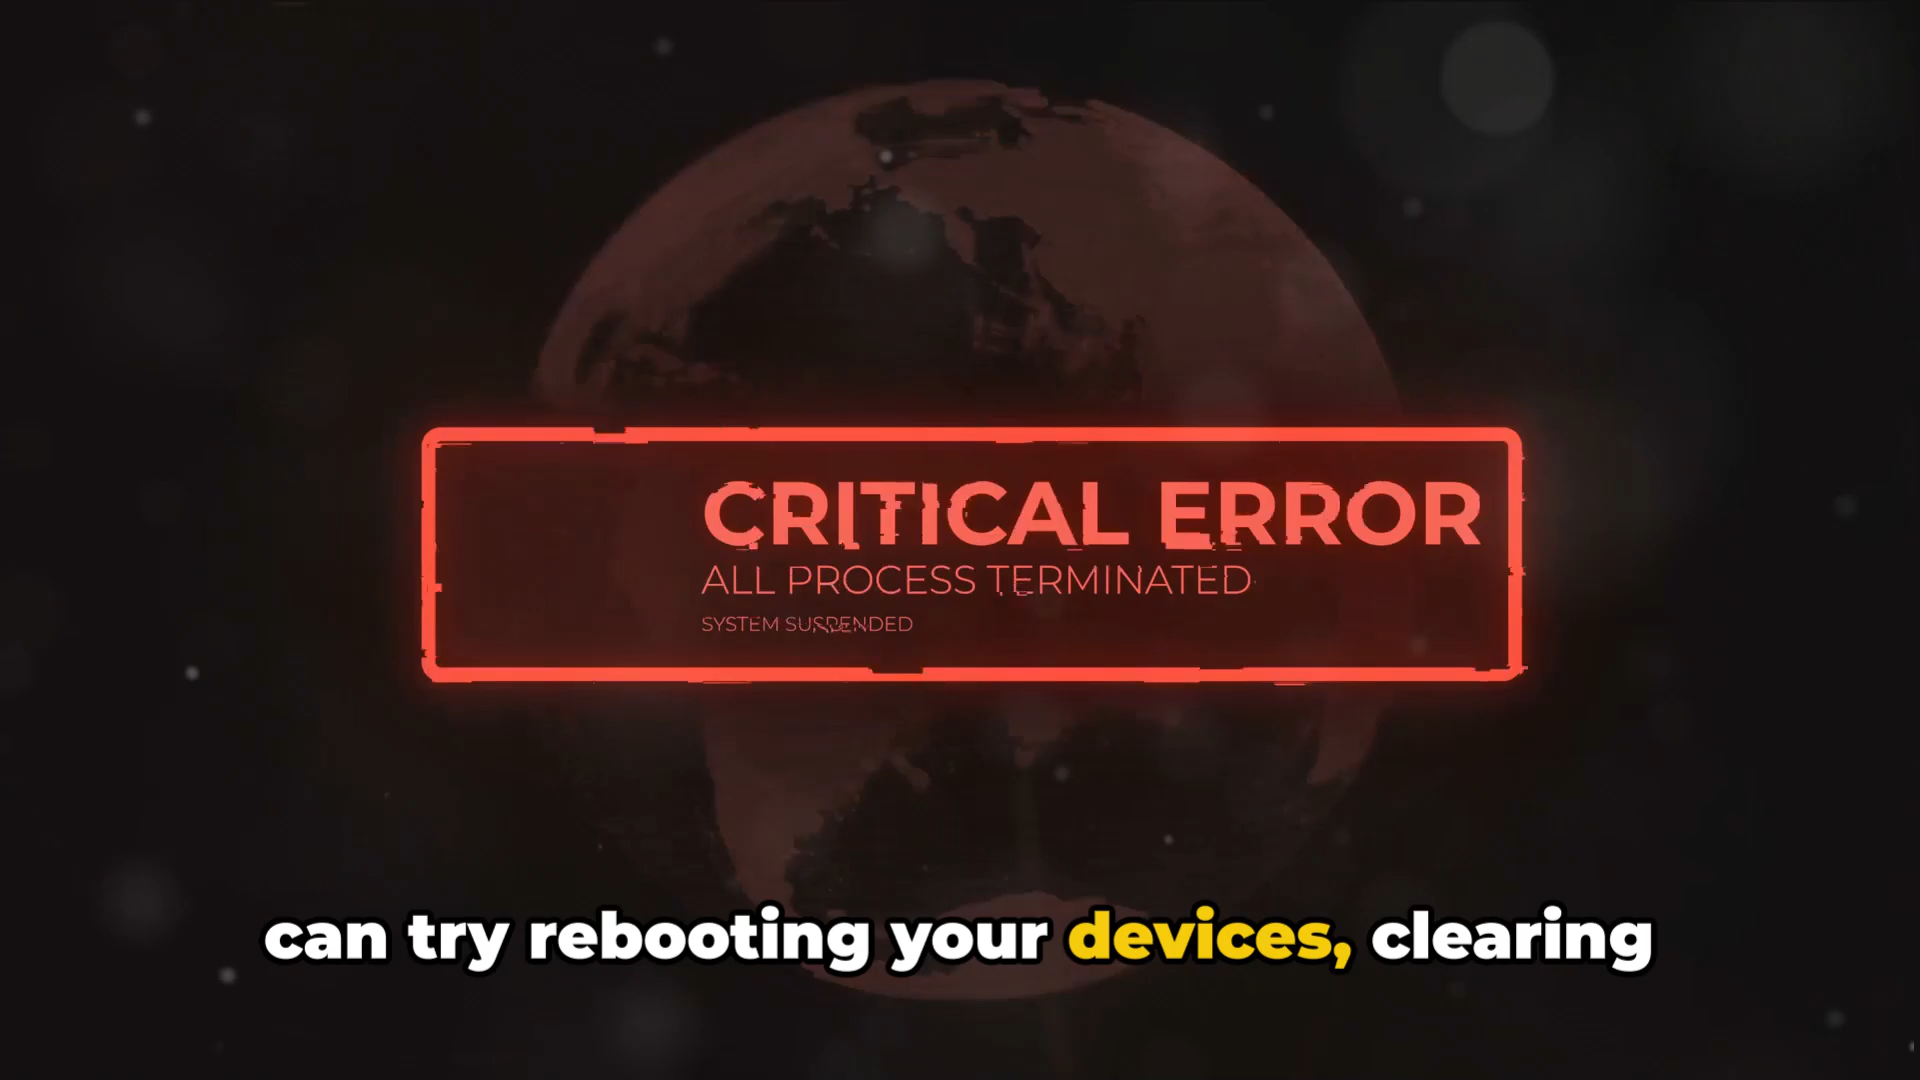 CRITICAL ERROR
ALL PROCESS TERMINATED
SYSTEM SUSPENDED
can try rebooting your devices, clearing